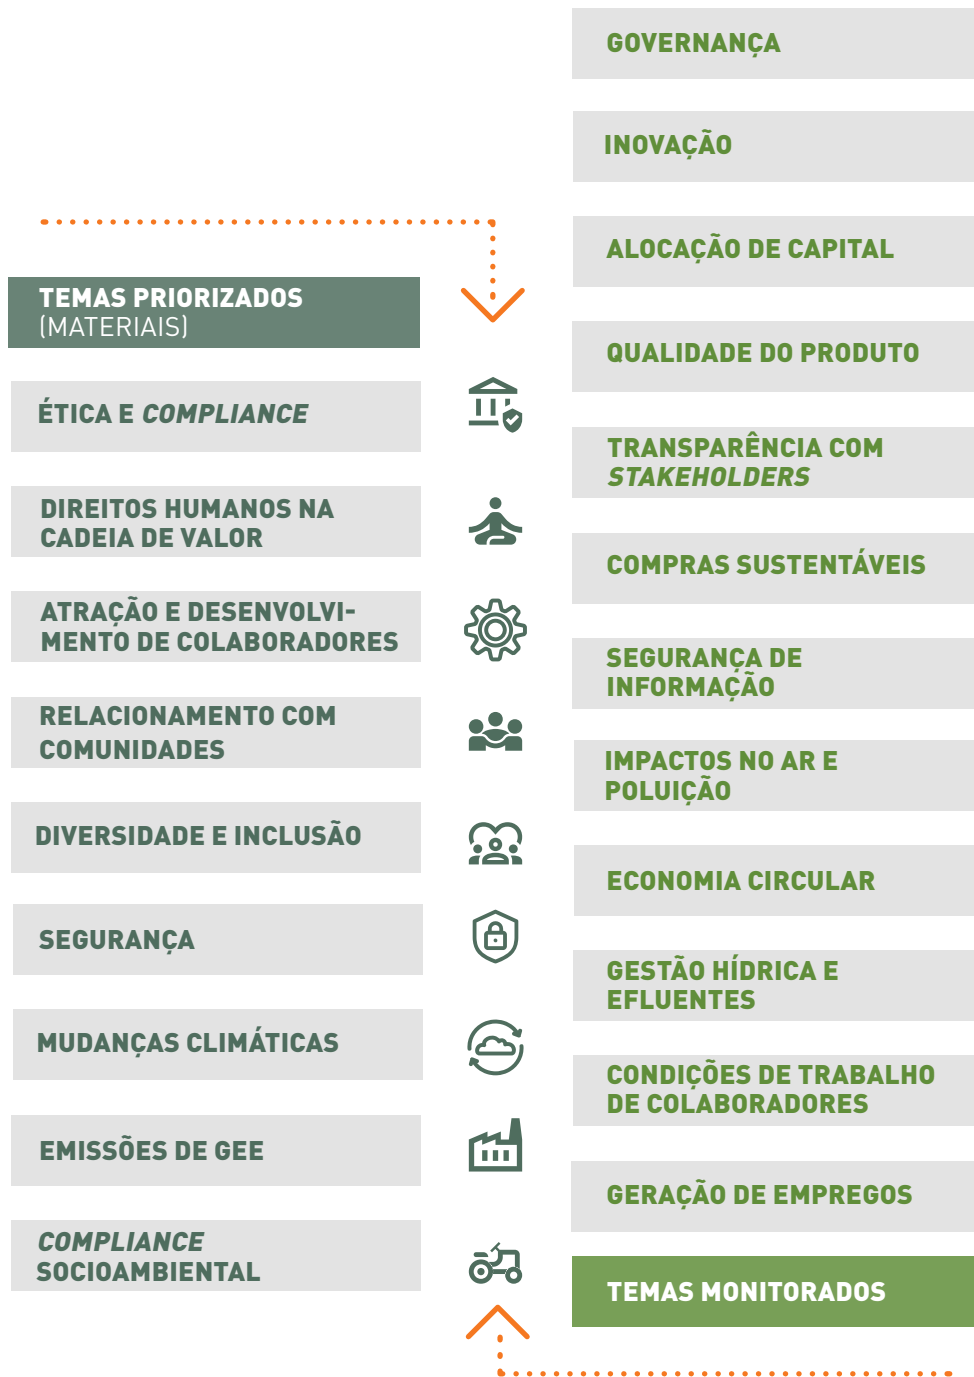 TEMAS PRIORIZADOS
(MATERIAIS)
ÉTICA E COMPLIANCE
DIREITOS HUMANOS NA
CADEIA DE VALOR
ATRAÇÃO E DESENVOLVI-
MENTO DE COLABORADORES
RELACIONAMENTO COM
COMUNIDADES
DIVERSIDADE E INCLUSÃO
SEGURANÇA
MUDANÇAS CLIMÁTICAS
EMISSÕES DE GEE
COMPLIANCE
SOCIOAMBIENTAL
GOVERNANÇA
INOVAÇÃO
ALOCAÇÃO DE CAPITAL
QUALIDADE DO PRODUTO
TRANSPARÊNCIA COM
STAKEHOLDERS
COMPRAS SUSTENTÁVEIS
SEGURANÇA DE
INFORMAÇÃO
IMPACTOS NO AR E
POLUIÇÃO
ECONOMIA CIRCULAR
GESTÃO HÍDRICA E
EFLUENTES
CONDIÇÕES DE TRABALHO
DE COLABORADORES
GERAÇÃO DE EMPREGOS
TEMAS MONITORADOS